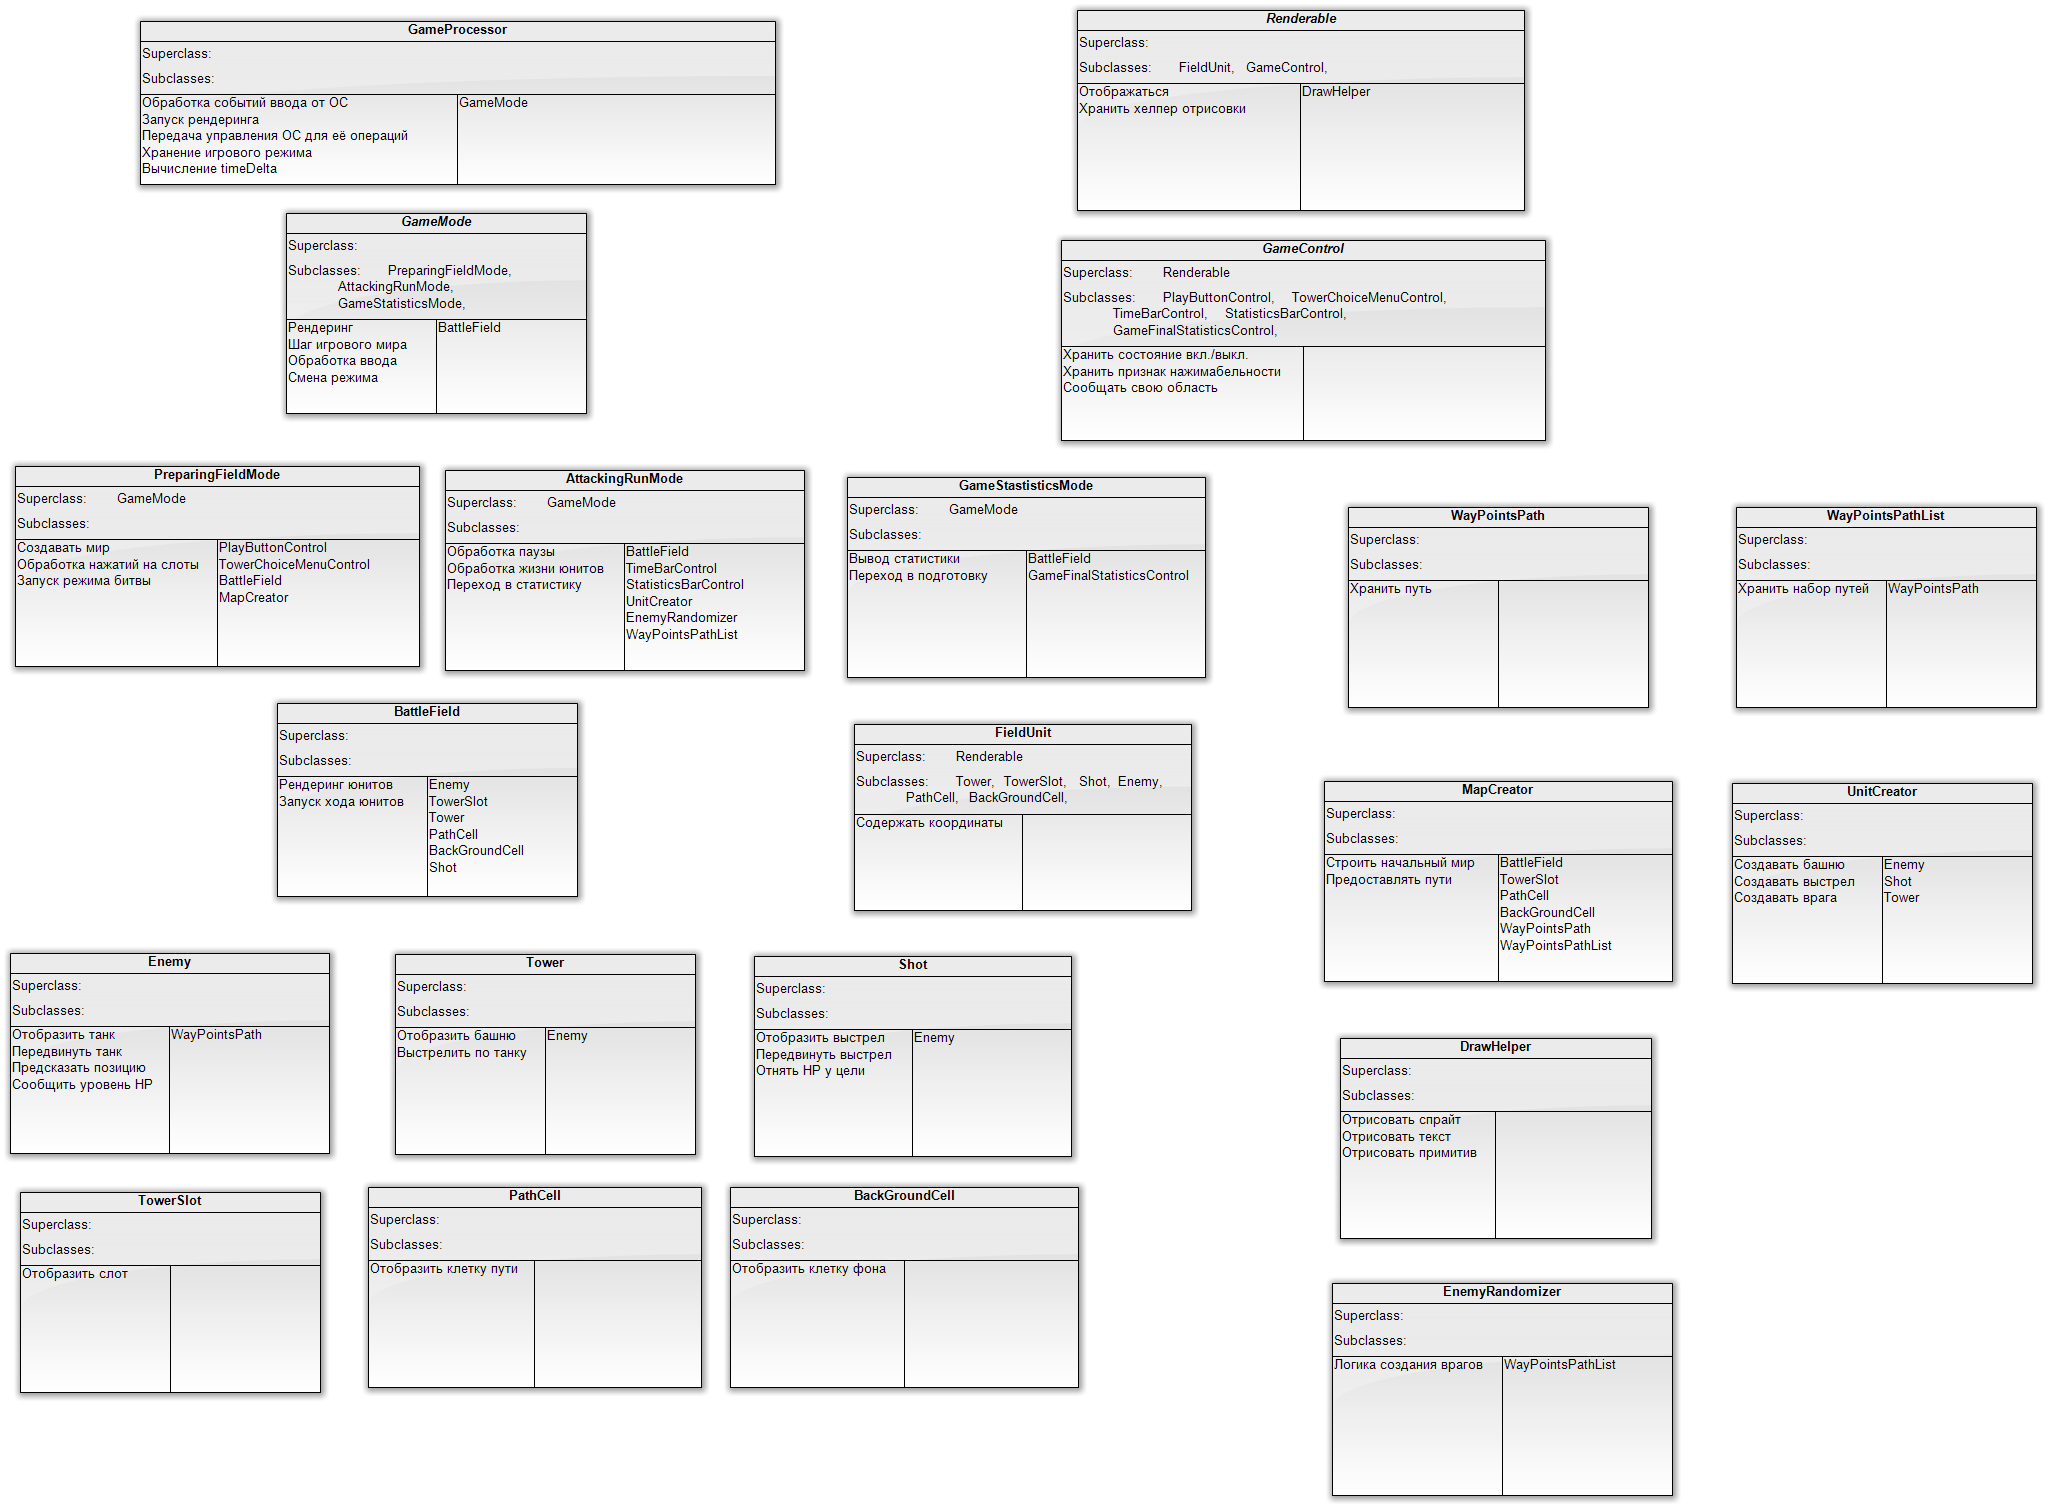 GameProcessor
Superclass:
Subclasses:
Обработка событий ввода от ОС
Запуск рендеринга
Передача управления ОС для её операций
Хранение игрового режима
Вычисление timeDelta
GameMode
Renderable
Superclass:
Subclasses: FieldUnit, GameControl,
Отображаться
Хранить хелпер отрисовки
DrawHelper
GameMode
Superclass:
Subclasses: PreparingFieldMode,
AttackingRunMode,
GameStatisticsMode,
Рендеринг
Шаг игрового мира
Обработка ввода
Смена режима
BattleField
GameControl
Superclass: Renderable
Subclasses: PlayButtonControl, TowerChoiceMenuControl,
TimeBarControl, StatisticsBarControl,
GameFinalStatisticsControl,
Хранить состояние вкл./выкл.
Хранить признак нажимабельности
Сообщать свою область
PreparingFieldMode
Superclass: GameMode
Subclasses:
Создавать мир
Обработка нажатий на слоты
Запуск режима битвы
PlayButtonControl
TowerChoiceMenuControl
BattleField
MapCreator
AttackingRunMode
Superclass: GameMode
Subclasses:
Обработка паузы
Обработка жизни юнитов
Переход в статистику
BattleField
TimeBarControl
StatisticsBarControl
UnitCreator
EnemyRandomizer
WayPointsPathList
GameStastisticsMode
Superclass: GameMode
Subclasses:
Вывод статистики
Переход в подготовку
BattleField
GameFinalStatisticsControl
WayPointsPath
Superclass:
Subclasses:
Хранить путь
WayPointsPathList
Superclass:
Subclasses:
Хранить набор путей
WayPointsPath
BattleField
Superclass:
Subclasses:
Рендеринг юнитов
Запуск хода юнитов
Enemy
TowerSlot
Tower
PathCell
BackGroundCell
Shot
FieldUnit
Superclass: Renderable
Subclasses: Tower, TowerSlot, Shot, Enemy,
PathCell, BackGroundCell,
Содержать координаты
MapCreator
Superclass:
Subclasses:
Строить начальный мир
Предоставлять пути
BattleField
TowerSlot
PathCell
BackGroundCell
WayPointsPath
WayPointsPathList
UnitCreator
Superclass:
Subclasses:
Создавать башню
Создавать выстрел
Создавать врага
Enemy
Shot
Tower
Enemy
Superclass:
Subclasses:
Отобразить танк
Передвинуть танк
Предсказать позицию
Сообщить уровень HP
WayPointsPath
Tower
Superclass:
Subclasses:
Отобразить башню
Выстрелить по танку
Enemy
Shot
Superclass:
Subclasses:
Отобразить выстрел
Передвинуть выстрел
Отнять HP у цели
Enemy
DrawHelper
Superclass:
Subclasses:
Отрисовать спрайт
Отрисовать текст
Отрисовать примитив
TowerSlot
Superclass:
Subclasses:
Отобразить слот
PathCell
Superclass:
Subclasses:
Отобразить клетку пути
BackGroundCell
Superclass:
Subclasses:
Отобразить клетку фона
EnemyRandomizer
Superclass:
Subclasses:
Логика создания врагов
WayPointsPathList